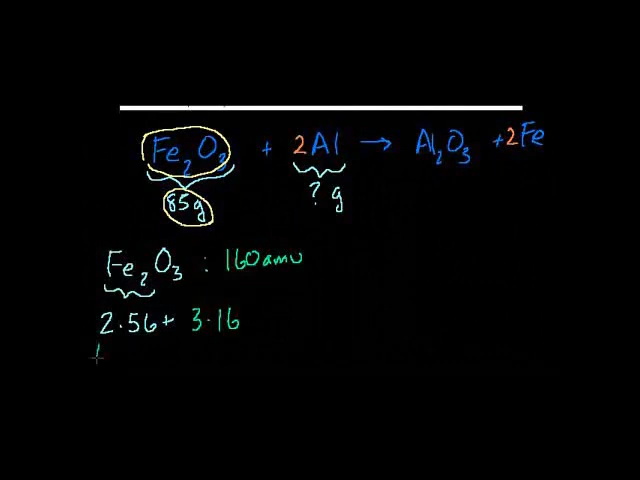 Fe₂O₃ + 2Al → Al₂O₃ + 2Fe
85g ? g
Fe₂O₃ : 160amu
2·56+ 3·16